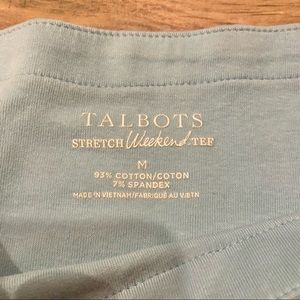 TALBOTS
STRETCH Weekend TEE
M
93% COTTON/COTON
7% SPANDEX
MADE IN VIETNAM/FABRIQUÉ AU VIETN